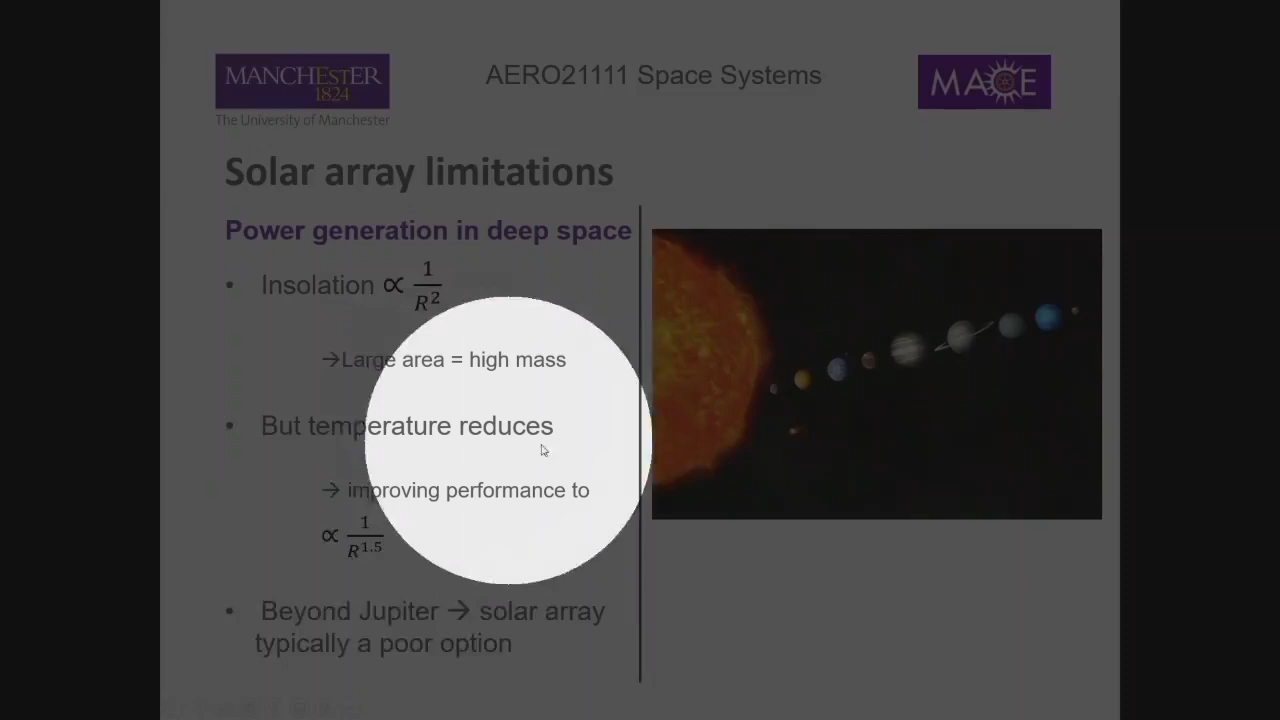 MANCHESTER
1824
The University of Manchester
AERO21111 Space Systems
MACE
Solar array limitations
Power generation in deep space
• Insolation ∝ 1/R²
→Large area = high mass
• But temperature reduces
→ improving performance to
∝ 1/R^1.5
• Beyond Jupiter → solar array
typically a poor option